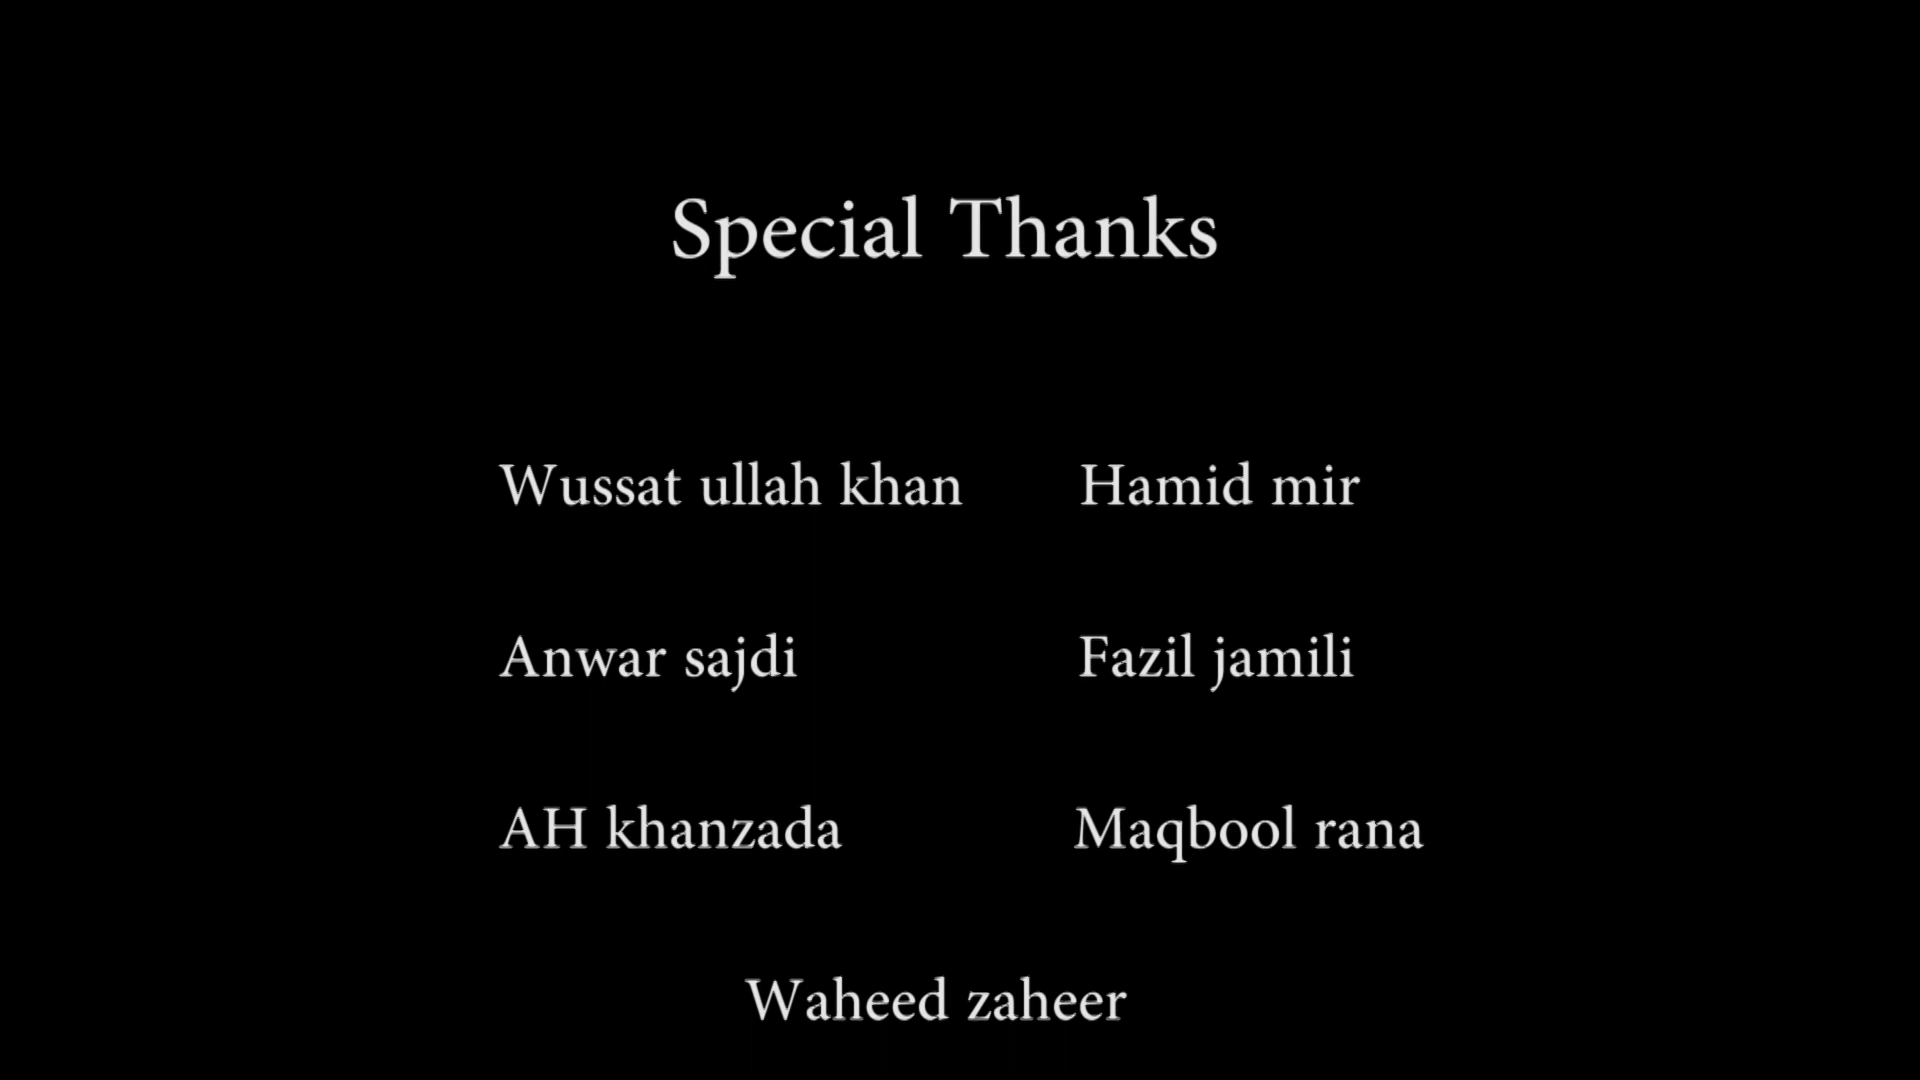 Special Thanks
Wussat ullah khan Hamid mir
Anwar sajdi Fazil jamili
AH khanzada Maqbool rana
Waheed zaheer